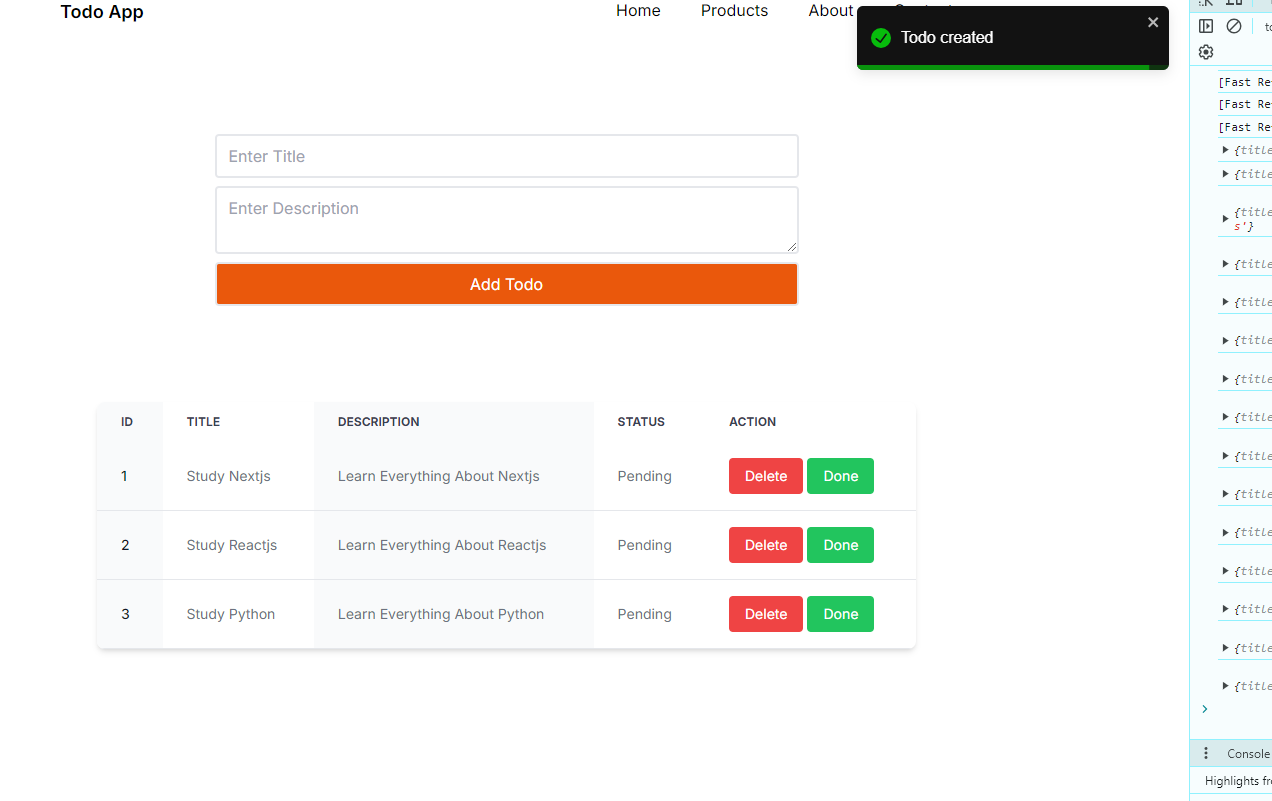 Todo App
Home Products About
Todo created
Enter Title
Enter Description
Add Todo
ID TITLE DESCRIPTION STATUS ACTION
1 Study Nextjs Learn Everything About Nextjs Pending Delete Done
2 Study Reactjs Learn Everything About Reactjs Pending Delete Done
3 Study Python Learn Everything About Python Pending Delete Done
[Fast Re
[Fast Re
[Fast Re
{title
{title
{title
s'}
{title
{title
{title
{title
{title
{title
{title
{title
{title
{title
{title
{title
Console
Highlights fr